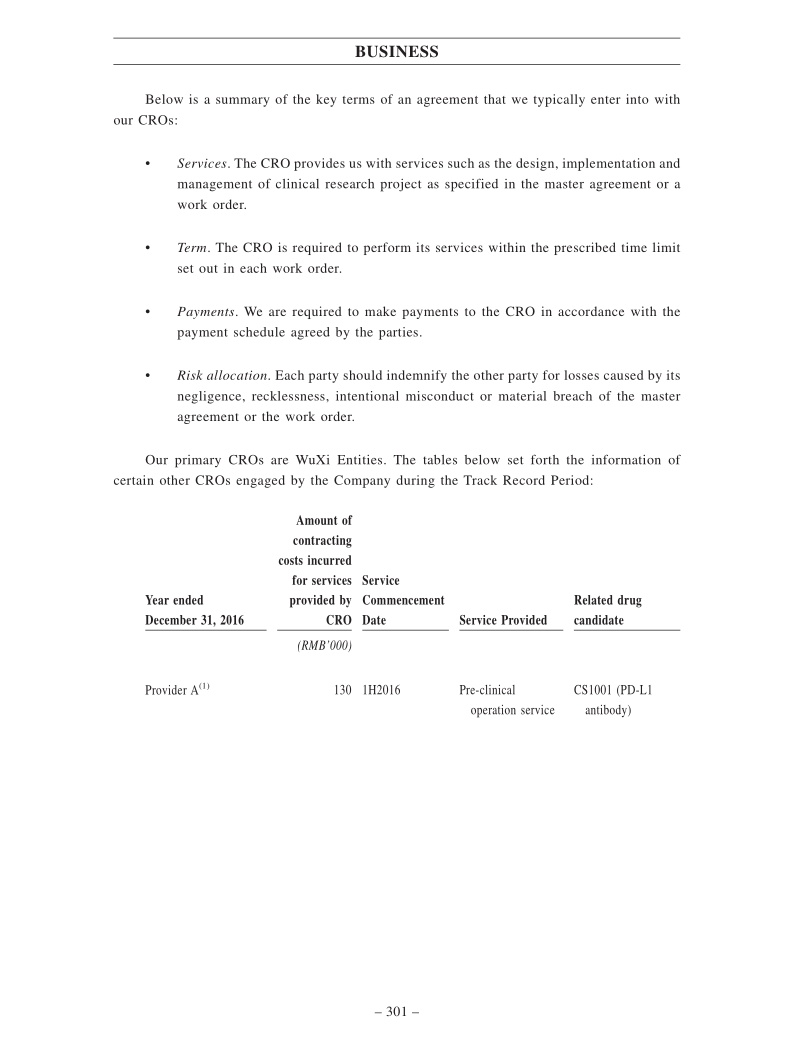 BUSINESS
Below is a summary of the key terms of an agreement that we typically enter into with
our CROs:
• Services. The CRO provides us with services such as the design, implementation and
management of clinical research project as specified in the master agreement or a
work order.
• Term. The CRO is required to perform its services within the prescribed time limit
set out in each work order.
• Payments. We are required to make payments to the CRO in accordance with the
payment schedule agreed by the parties.
• Risk allocation. Each party should indemnify the other party for losses caused by its
negligence, recklessness, intentional misconduct or material breach of the master
agreement or the work order.
Our primary CROs are WuXi Entities. The tables below set forth the information of
certain other CROs engaged by the Company during the Track Record Period:
Amount of
contracting
costs incurred
for services Service
Year ended provided by Commencement Related drug
December 31, 2016 CRO Date Service Provided candidate
(RMB’000)
Provider A(1) 130 1H2016 Pre-clinical CS1001 (PD-L1
operation service antibody)
– 301 –